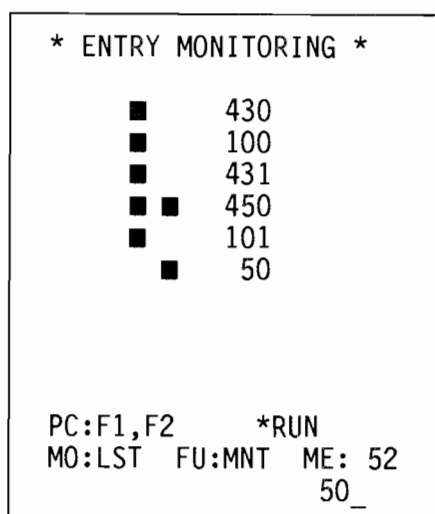 * ENTRY MONITORING *
■ 430
■ 100
■ 431
■ ■ 450
■ 101
■ 50
PC:F1,F2 *RUN
MO:LST FU:MNT ME: 52
50_